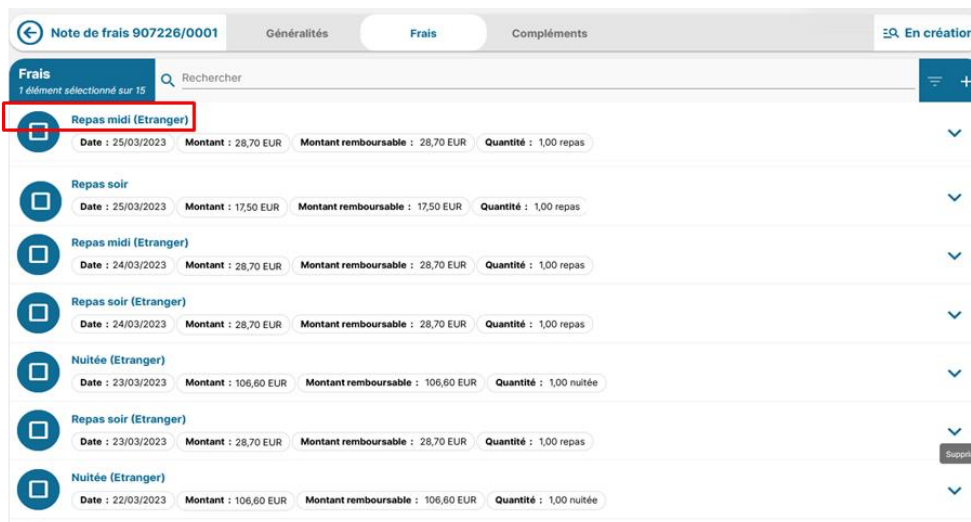 Note de frais 907226/0001 Généralités Frais Compléments En création
Frais
1 élément sélectionné sur 15
Rechercher
Repas midi (Etranger)
Date : 25/03/2023 Montant : 28,70 EUR Montant remboursable : 28,70 EUR Quantité : 1,00 repas
Repas soir
Date : 25/03/2023 Montant : 17,50 EUR Montant remboursable : 17,50 EUR Quantité : 1,00 repas
Repas midi (Etranger)
Date : 24/03/2023 Montant : 28,70 EUR Montant remboursable : 28,70 EUR Quantité : 1,00 repas
Repas soir (Etranger)
Date : 24/03/2023 Montant : 28,70 EUR Montant remboursable : 28,70 EUR Quantité : 1,00 repas
Nuitée (Etranger)
Date : 23/03/2023 Montant : 106,60 EUR Montant remboursable : 106,60 EUR Quantité : 1,00 nuitée
Repas soir (Etranger)
Date : 23/03/2023 Montant : 28,70 EUR Montant remboursable : 28,70 EUR Quantité : 1,00 repas
Nuitée (Etranger)
Date : 22/03/2023 Montant : 106,60 EUR Montant remboursable : 106,60 EUR Quantité : 1,00 nuitée